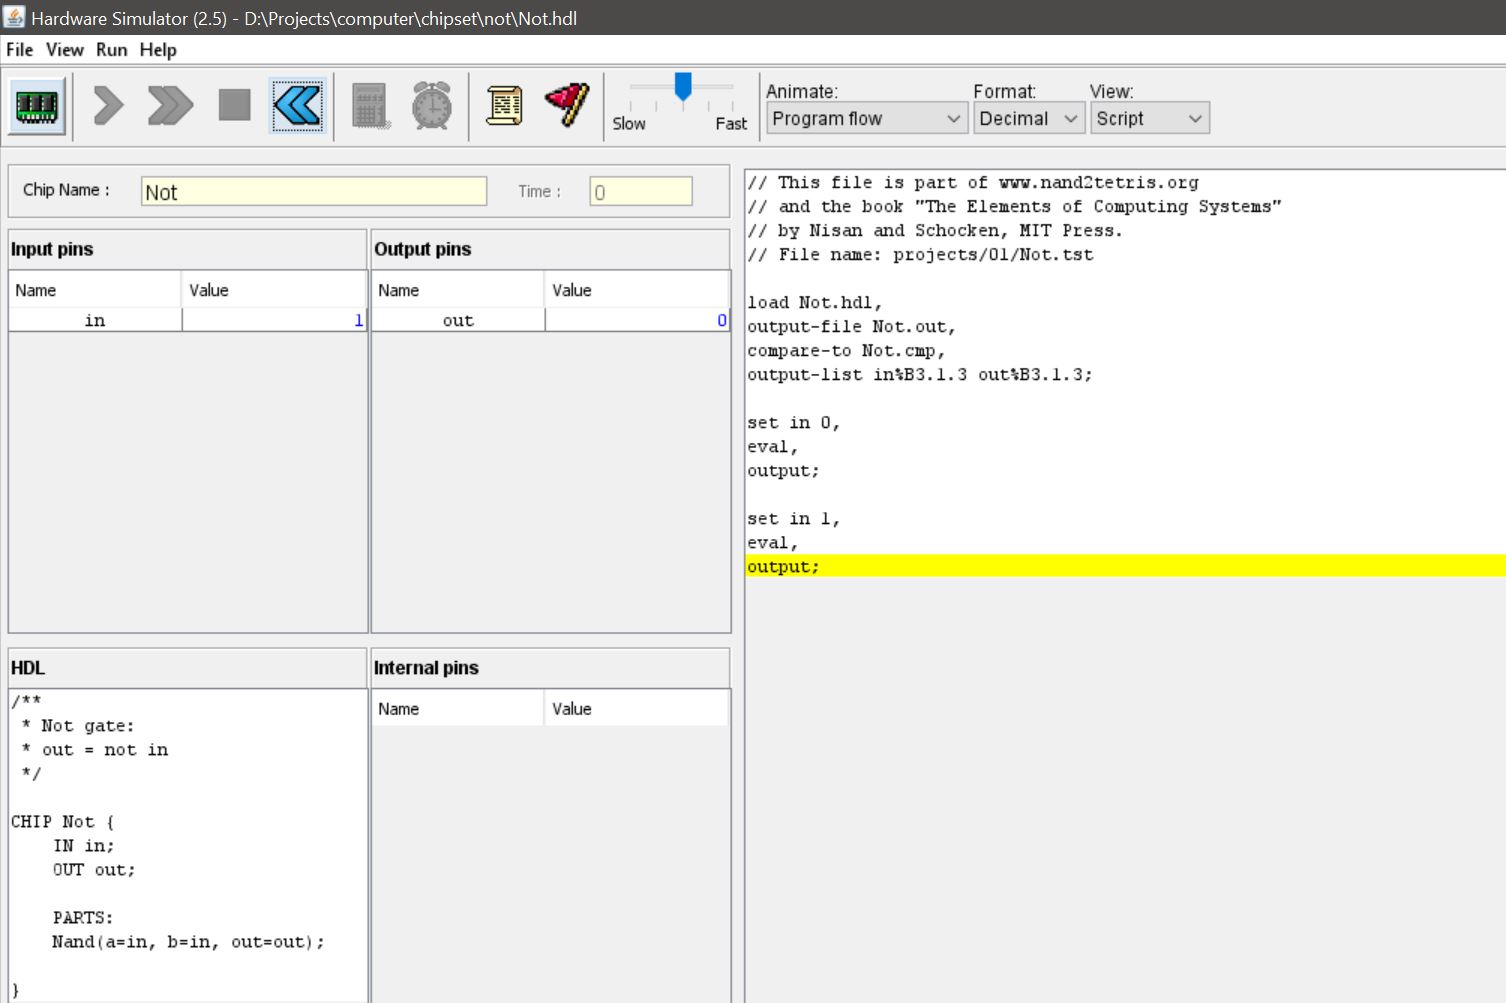 Hardware Simulator (2.5) - D:\Projects\computer\chipset\not\Not.hdl
File View Run Help
Slow Fast
Animate: Format: View:
Program flow Decimal Script
Chip Name : Not Time : 0
Input pins Output pins
Name Value Name Value
in 1 out 0
HDL Internal pins
Name Value
/**
* Not gate:
* out = not in
*/
CHIP Not {
IN in;
OUT out;
PARTS:
Nand(a=in, b=in, out=out);
}
// This file is part of www.nand2tetris.org
// and the book "The Elements of Computing Systems"
// by Nisan and Schocken, MIT Press.
// File name: projects/01/Not.tst
load Not.hdl,
output-file Not.out,
compare-to Not.cmp,
output-list in%B3.1.3 out%B3.1.3;
set in 0,
eval,
output;
set in 1,
eval,
output;